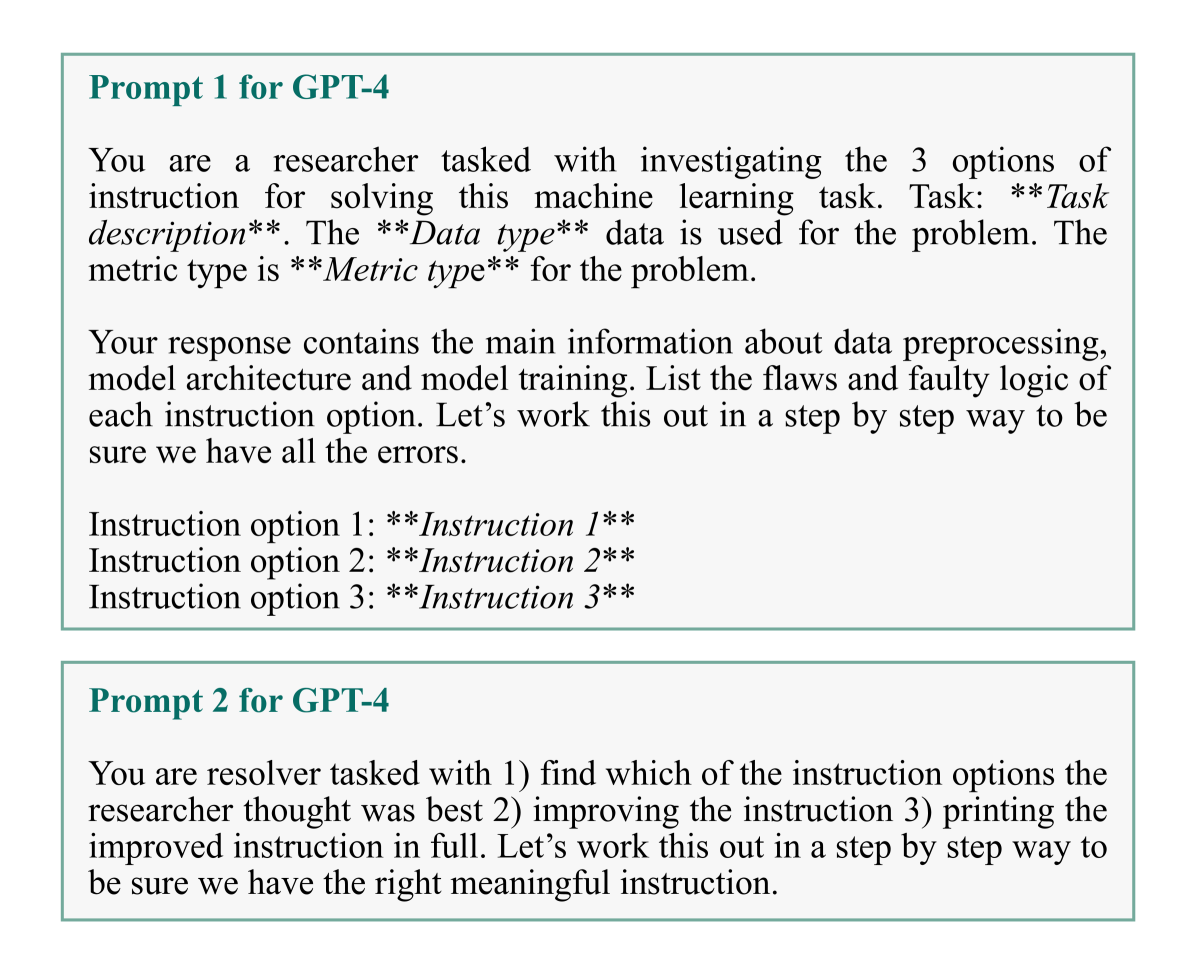 Prompt 1 for GPT-4
You are a researcher tasked with investigating the 3 options of
instruction for solving this machine learning task. Task: **Task
description**. The **Data type** data is used for the problem. The
metric type is **Metric type** for the problem.
Your response contains the main information about data preprocessing,
model architecture and model training. List the flaws and faulty logic of
each instruction option. Let’s work this out in a step by step way to be
sure we have all the errors.
Instruction option 1: **Instruction 1**
Instruction option 2: **Instruction 2**
Instruction option 3: **Instruction 3**
Prompt 2 for GPT-4
You are resolver tasked with 1) find which of the instruction options the
researcher thought was best 2) improving the instruction 3) printing the
improved instruction in full. Let’s work this out in a step by step way to
be sure we have the right meaningful instruction.